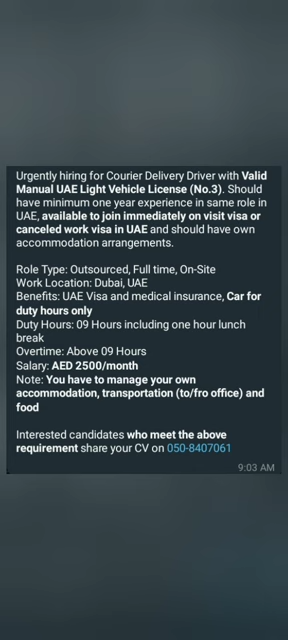 Urgently hiring for Courier Delivery Driver with Valid
Manual UAE Light Vehicle License (No.3). Should
have minimum one year experience in same role in
UAE, available to join immediately on visit visa or
canceled work visa in UAE and should have own
accommodation arrangements.
Role Type: Outsourced, Full time, On-Site
Work Location: Dubai, UAE
Benefits: UAE Visa and medical insurance, Car for
duty hours only
Duty Hours: 09 Hours including one hour lunch
break
Overtime: Above 09 Hours
Salary: AED 2500/month
Note: You have to manage your own
accommodation, transportation (to/fro office) and
food
Interested candidates who meet the above
requirement share your CV on 050-8407061
9:03 AM